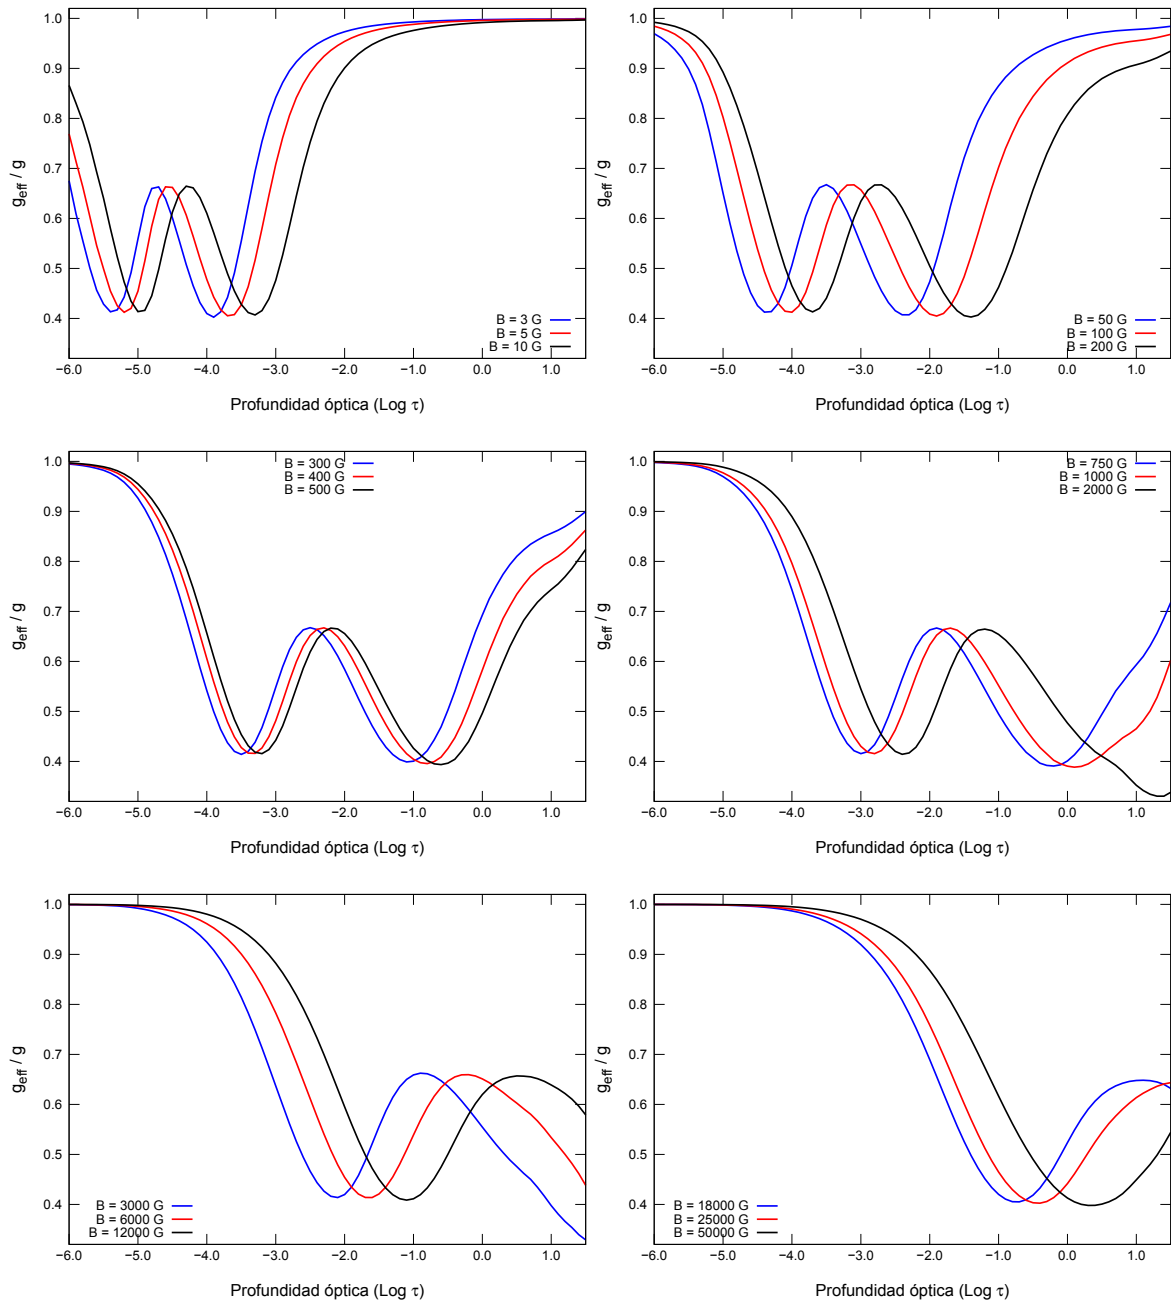 1.0
0.9
0.8
0.7
0.6
0.5
0.4
g_eff / g
B = 3 G
B = 5 G
B = 10 G
−6.0 −5.0 −4.0 −3.0 −2.0 −1.0 0.0 1.0
Profundidad óptica (Log τ)
1.0
0.9
0.8
0.7
0.6
0.5
0.4
g_eff / g
B = 50 G
B = 100 G
B = 200 G
−6.0 −5.0 −4.0 −3.0 −2.0 −1.0 0.0 1.0
Profundidad óptica (Log τ)
B = 300 G
B = 400 G
B = 500 G
1.0
0.9
0.8
0.7
0.6
0.5
0.4
g_eff / g
−6.0 −5.0 −4.0 −3.0 −2.0 −1.0 0.0 1.0
Profundidad óptica (Log τ)
B = 750 G
B = 1000 G
B = 2000 G
1.0
0.9
0.8
0.7
0.6
0.5
0.4
g_eff / g
−6.0 −5.0 −4.0 −3.0 −2.0 −1.0 0.0 1.0
Profundidad óptica (Log τ)
1.0
0.9
0.8
0.7
0.6
0.5
0.4
g_eff / g
B = 3000 G
B = 6000 G
B = 12000 G
−6.0 −5.0 −4.0 −3.0 −2.0 −1.0 0.0 1.0
Profundidad óptica (Log τ)
1.0
0.9
0.8
0.7
0.6
0.5
0.4
g_eff / g
B = 18000 G
B = 25000 G
B = 50000 G
−6.0 −5.0 −4.0 −3.0 −2.0 −1.0 0.0 1.0
Profundidad óptica (Log τ)